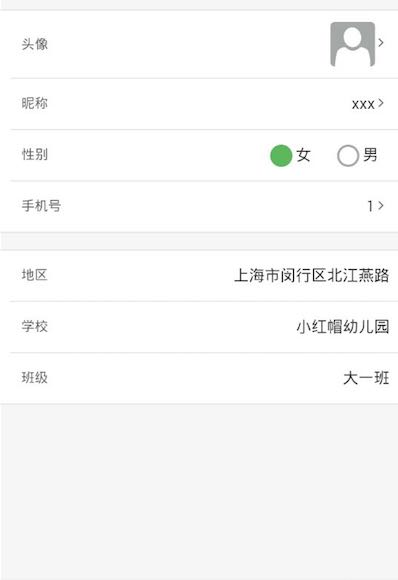 头像
昵称 xxx
性别 女 男
手机号 1
地区 上海市闵行区北江燕路
学校 小红帽幼儿园
班级 大一班